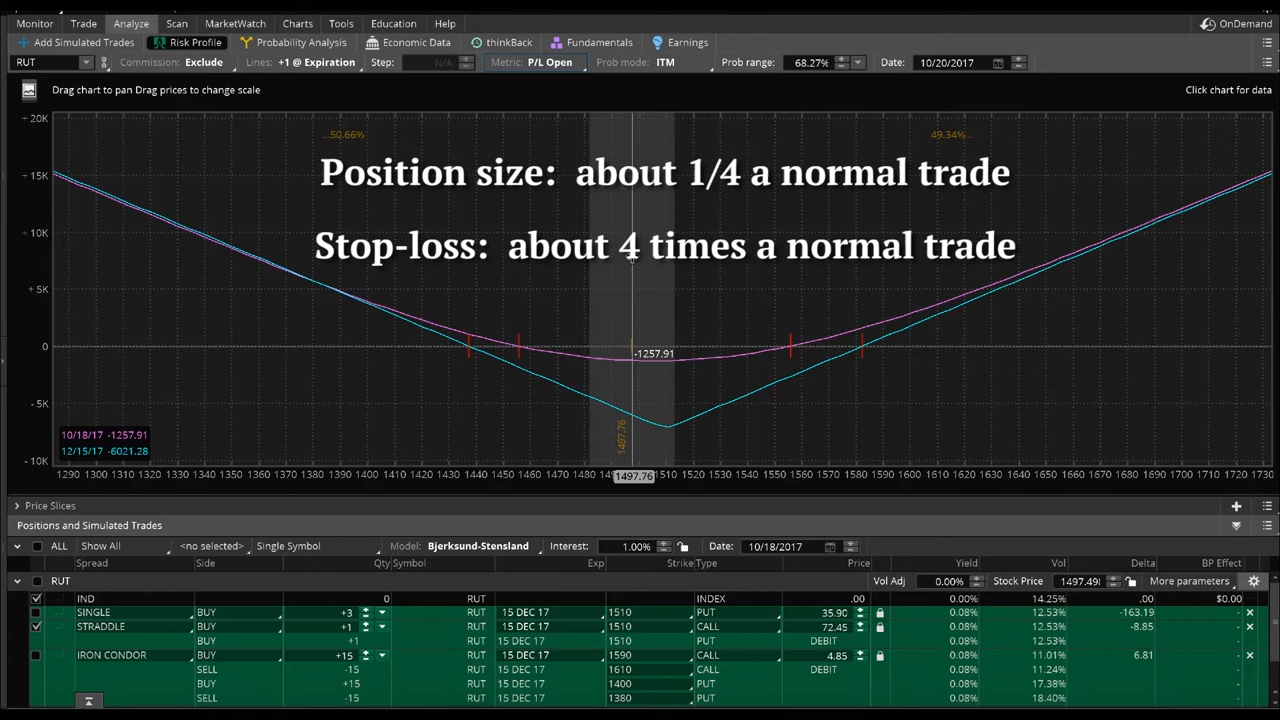 Monitor Trade Analyze Scan MarketWatch Charts Tools Education Help OnDemand
Add Simulated Trades Risk Profile Probability Analysis Economic Data thinkBack Fundamentals Earnings
RUT Commission: Exclude Lines: +1 @ Expiration Step: N/A Metric: P/L Open Prob mode: ITM Prob range: 68.27% Date: 10/20/2017
Drag chart to pan Drag prices to change scale Click chart for data
+ 20K
...50.66% 49.34%...
+ 15K
Position size: about 1/4 a normal trade
+ 10K
Stop-loss: about 4 times a normal trade
+ 5K
0
-1257.91
- 5K
1497.76
10/18/17 -1257.91
12/15/17 -6021.28
- 10K
1290 1300 1310 1320 1330 1340 1350 1360 1370 1380 1390 1400 1410 1420 1430 1440 1450 1460 1470 1480 1497.76 1510 1520 1530 1540 1550 1560 1570 1580 1590 1600 1610 1620 1630 1640 1650 1660 1670 1680 1690 1700 1710 1720 1730
Price Slices
Positions and Simulated Trades
ALL Show All <no selected> Single Symbol Model: Bjerksund-Stensland Interest: 1.00% Date: 10/18/2017
Spread Side Qty Symbol Exp Strike Type Price Yield Vol Delta BP Effect
RUT Vol Adj 0.00% Stock Price 1497.49 More parameters
IND 0 RUT INDEX .00 0.00% 14.25% .00 $0.00
SINGLE BUY +3 RUT 15 DEC 17 1510 PUT 35.90 0.08% 12.53% -163.19 -
STRADDLE BUY +1 RUT 15 DEC 17 1510 CALL 72.45 0.08% 12.53% -8.85 -
BUY +1 RUT 15 DEC 17 1510 PUT DEBIT 0.08% 12.53%
IRON CONDOR BUY +15 RUT 15 DEC 17 1590 CALL 4.85 0.08% 11.01% 6.81 -
SELL -15 RUT 15 DEC 17 1610 CALL DEBIT 0.08% 11.24%
BUY +15 RUT 15 DEC 17 1400 PUT 0.08% 17.38%
SELL -15 RUT 15 DEC 17 1380 PUT 0.08% 18.40%